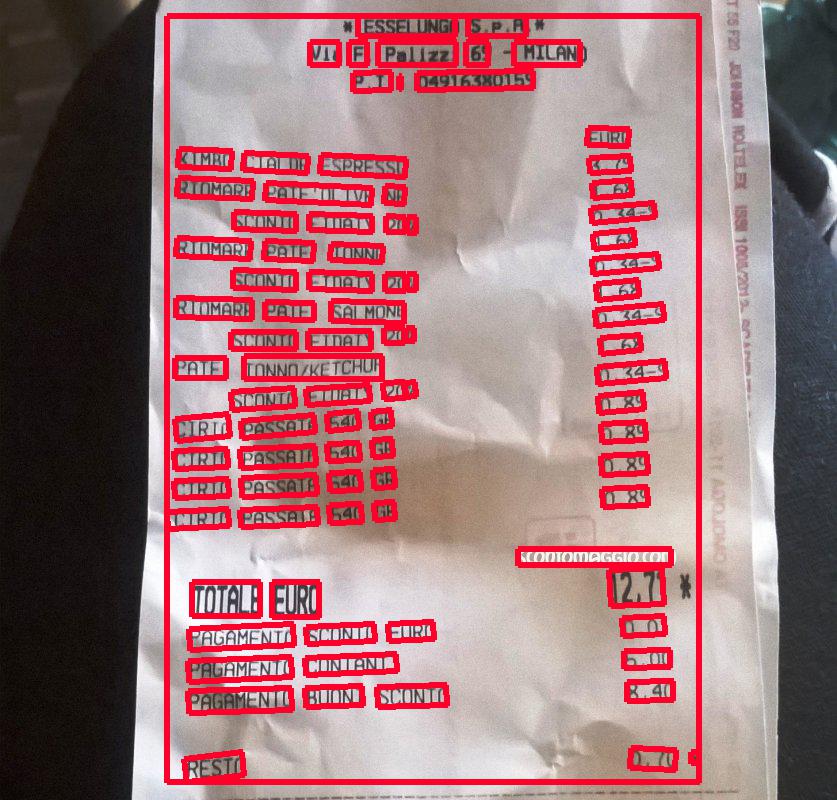 * ESSELUNGA S.p.A *
Via F. Palizzi 69 - MILANO
P.I. : 04916380159
EURO
KIMBO CIALDE ESPRESSO 3.79
RIOMARE PATE'OLIVE NE 1.68
SCONTO FIDATY 20% 0.34-S
RIOMARE PATE' TONNO 1.68
SCONTO FIDATY 20% 0.34-S
RIOMARE PATE' SALMONE 1.68
SCONTO FIDATY 20% 0.34-S
PATE' TONNO/KETCHUP 1.68
SCONTO FIDATY 20% 0.34-S
CIRIO PASSATA 540 GR 0.89
CIRIO PASSATA 540 GR 0.89
CIRIO PASSATA 540 GR 0.89
CIRIO PASSATA 540 GR 0.89
scontomaggio.com
TOTALE EURO 12,71 *
PAGAMENTO SCONTO EURO 0.01
PAGAMENTO CONTANTI 5.00
PAGAMENTO BUONI SCONTO 8.40
RESTO 0.70